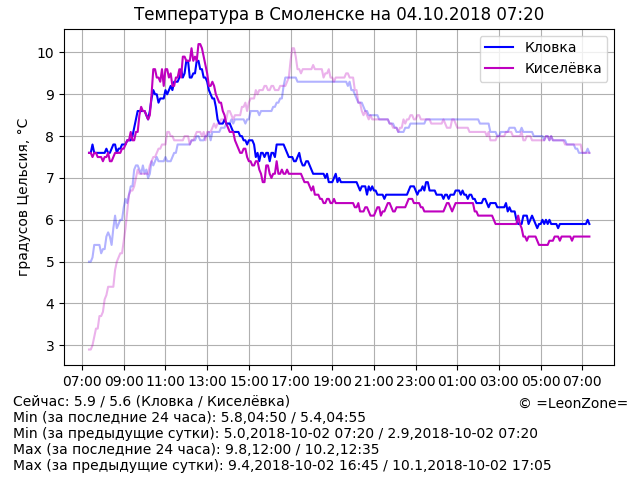 Температура в Смоленске на 04.10.2018 07:20
Кловка
Киселёвка
градусов Цельсия, °C
10
9
8
7
6
5
4
3
07:00 09:00 11:00 13:00 15:00 17:00 19:00 21:00 23:00 01:00 03:00 05:00 07:00
Сейчас: 5.9 / 5.6 (Кловка / Киселёвка)
© =LeonZone=
Min (за последние 24 часа): 5.8,04:50 / 5.4,04:55
Min (за предыдущие сутки): 5.0,2018-10-02 07:20 / 2.9,2018-10-02 07:20
Max (за последние 24 часа): 9.8,12:00 / 10.2,12:35
Max (за предыдущие сутки): 9.4,2018-10-02 16:45 / 10.1,2018-10-02 17:05